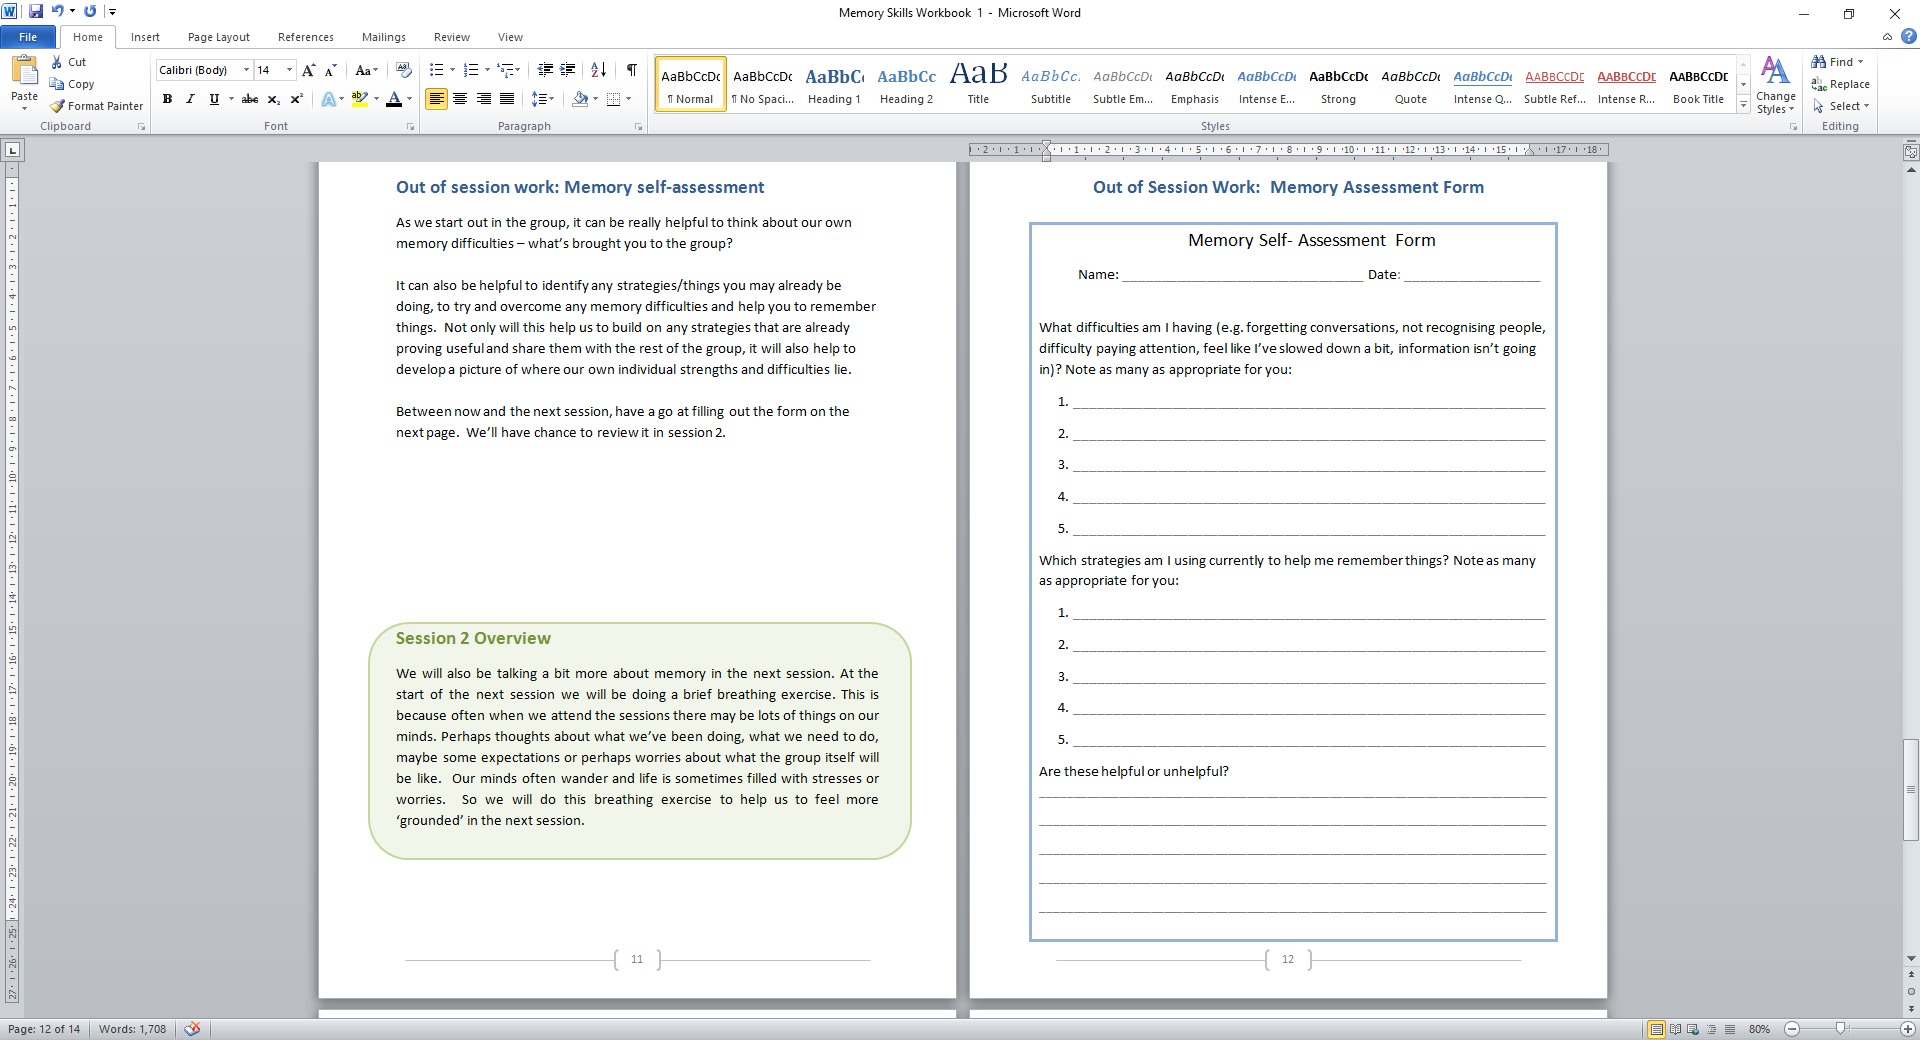 Memory Skills Workbook 1 - Microsoft Word
File Home Insert Page Layout References Mailings Review View
Paste
Cut
Copy
Format Painter
Clipboard
Calibri (Body) 14
Font
Paragraph
AaBbCcDc AaBbCcDc AaBbC AaBbCc AaB AaBbCc. AaBbCcDc AaBbCcDc AaBbCcDc AaBbCcDc AaBbCcDc AaBbCcDc AABBCCDE AABBCCDE AABBCCDE
¶ Normal ¶ No Spaci... Heading 1 Heading 2 Title Subtitle Subtle Em... Emphasis Intense E... Strong Quote Intense Q... Subtle Ref... Intense R... Book Title
Styles
Change Styles
Find
Replace
Select
Editing
Out of session work: Memory self-assessment
As we start out in the group, it can be really helpful to think about our own
memory difficulties – what’s brought you to the group?
It can also be helpful to identify any strategies/things you may already be
doing, to try and overcome any memory difficulties and help you to remember
things.  Not only will this help us to build on any strategies that are already
proving useful and share them with the rest of the group, it will also help to
develop a picture of where our own individual strengths and difficulties lie.
Between now and the next session, have a go at filling out the form on the
next page.  We’ll have chance to review it in session 2.
Session 2 Overview
We will also be talking a bit more about memory in the next session. At the
start of the next session we will be doing a brief breathing exercise. This is
because often when we attend the sessions there may be lots of things on our
minds. Perhaps thoughts about what we’ve been doing, what we need to do,
maybe some expectations or perhaps worries about what the group itself will
be like.  Our minds often wander and life is sometimes filled with stresses or
worries.  So we will do this breathing exercise to help us to feel more
‘grounded’ in the next session.
11
Out of Session Work:  Memory Assessment Form
Memory Self- Assessment  Form
Name: ______________________________ Date: _________________
What difficulties am I having (e.g. forgetting conversations, not recognising people,
difficulty paying attention, feel like I’ve slowed down a bit, information isn’t going
in)? Note as many as appropriate for you:
1.
2.
3.
4.
5.
Which strategies am I using currently to help me remember things? Note as many
as appropriate for you:
1.
2.
3.
4.
5.
Are these helpful or unhelpful?
12
Page: 12 of 14 Words: 1,708 80%